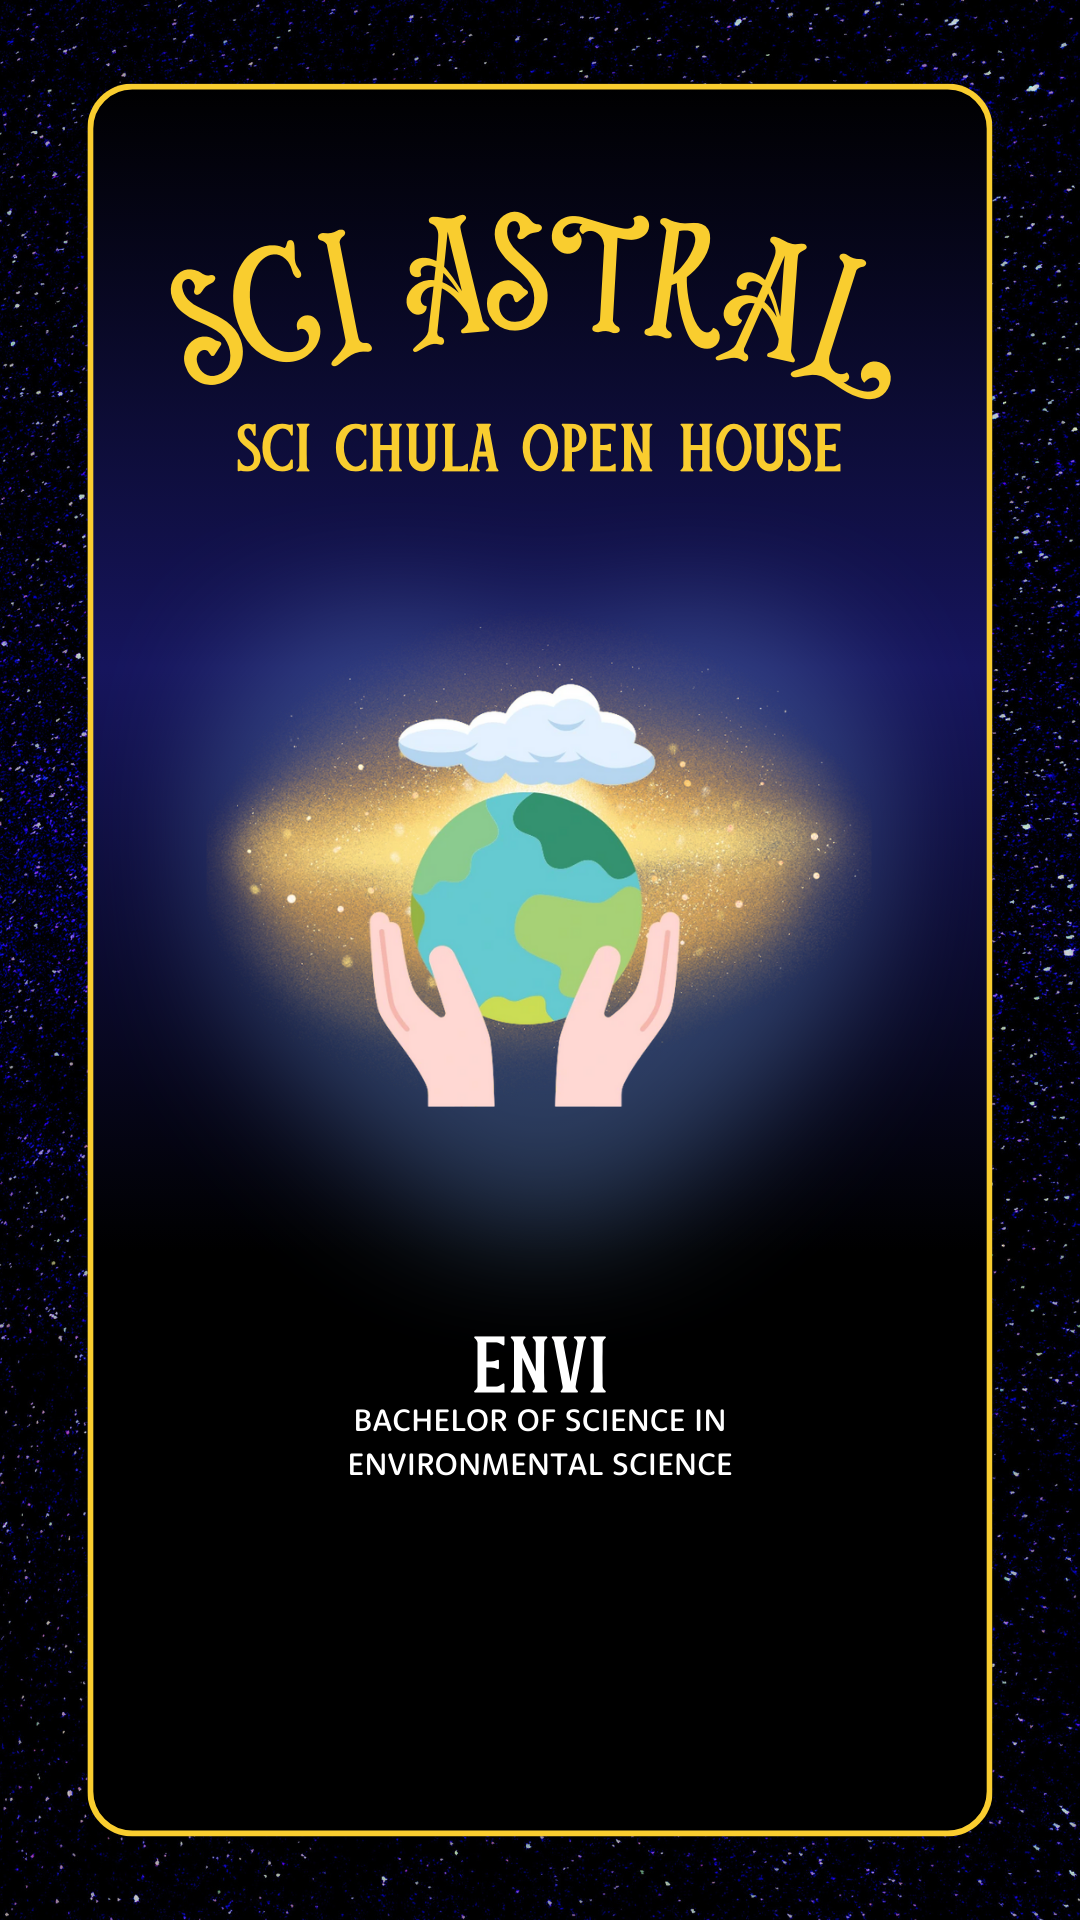 SCI ASTRAL
SCI CHULA OPEN HOUSE
ENVI
BACHELOR OF SCIENCE IN
ENVIRONMENTAL SCIENCE